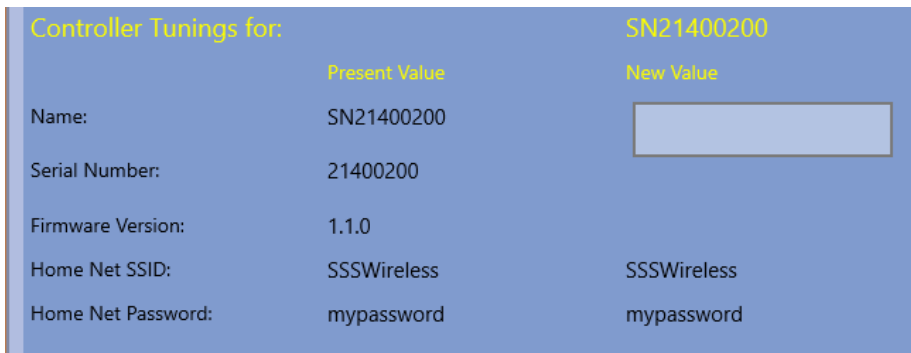 Controller Tunings for: SN21400200
Present Value New Value
Name: SN21400200
Serial Number: 21400200
Firmware Version: 1.1.0
Home Net SSID: SSSWireless SSSWireless
Home Net Password: mypassword mypassword